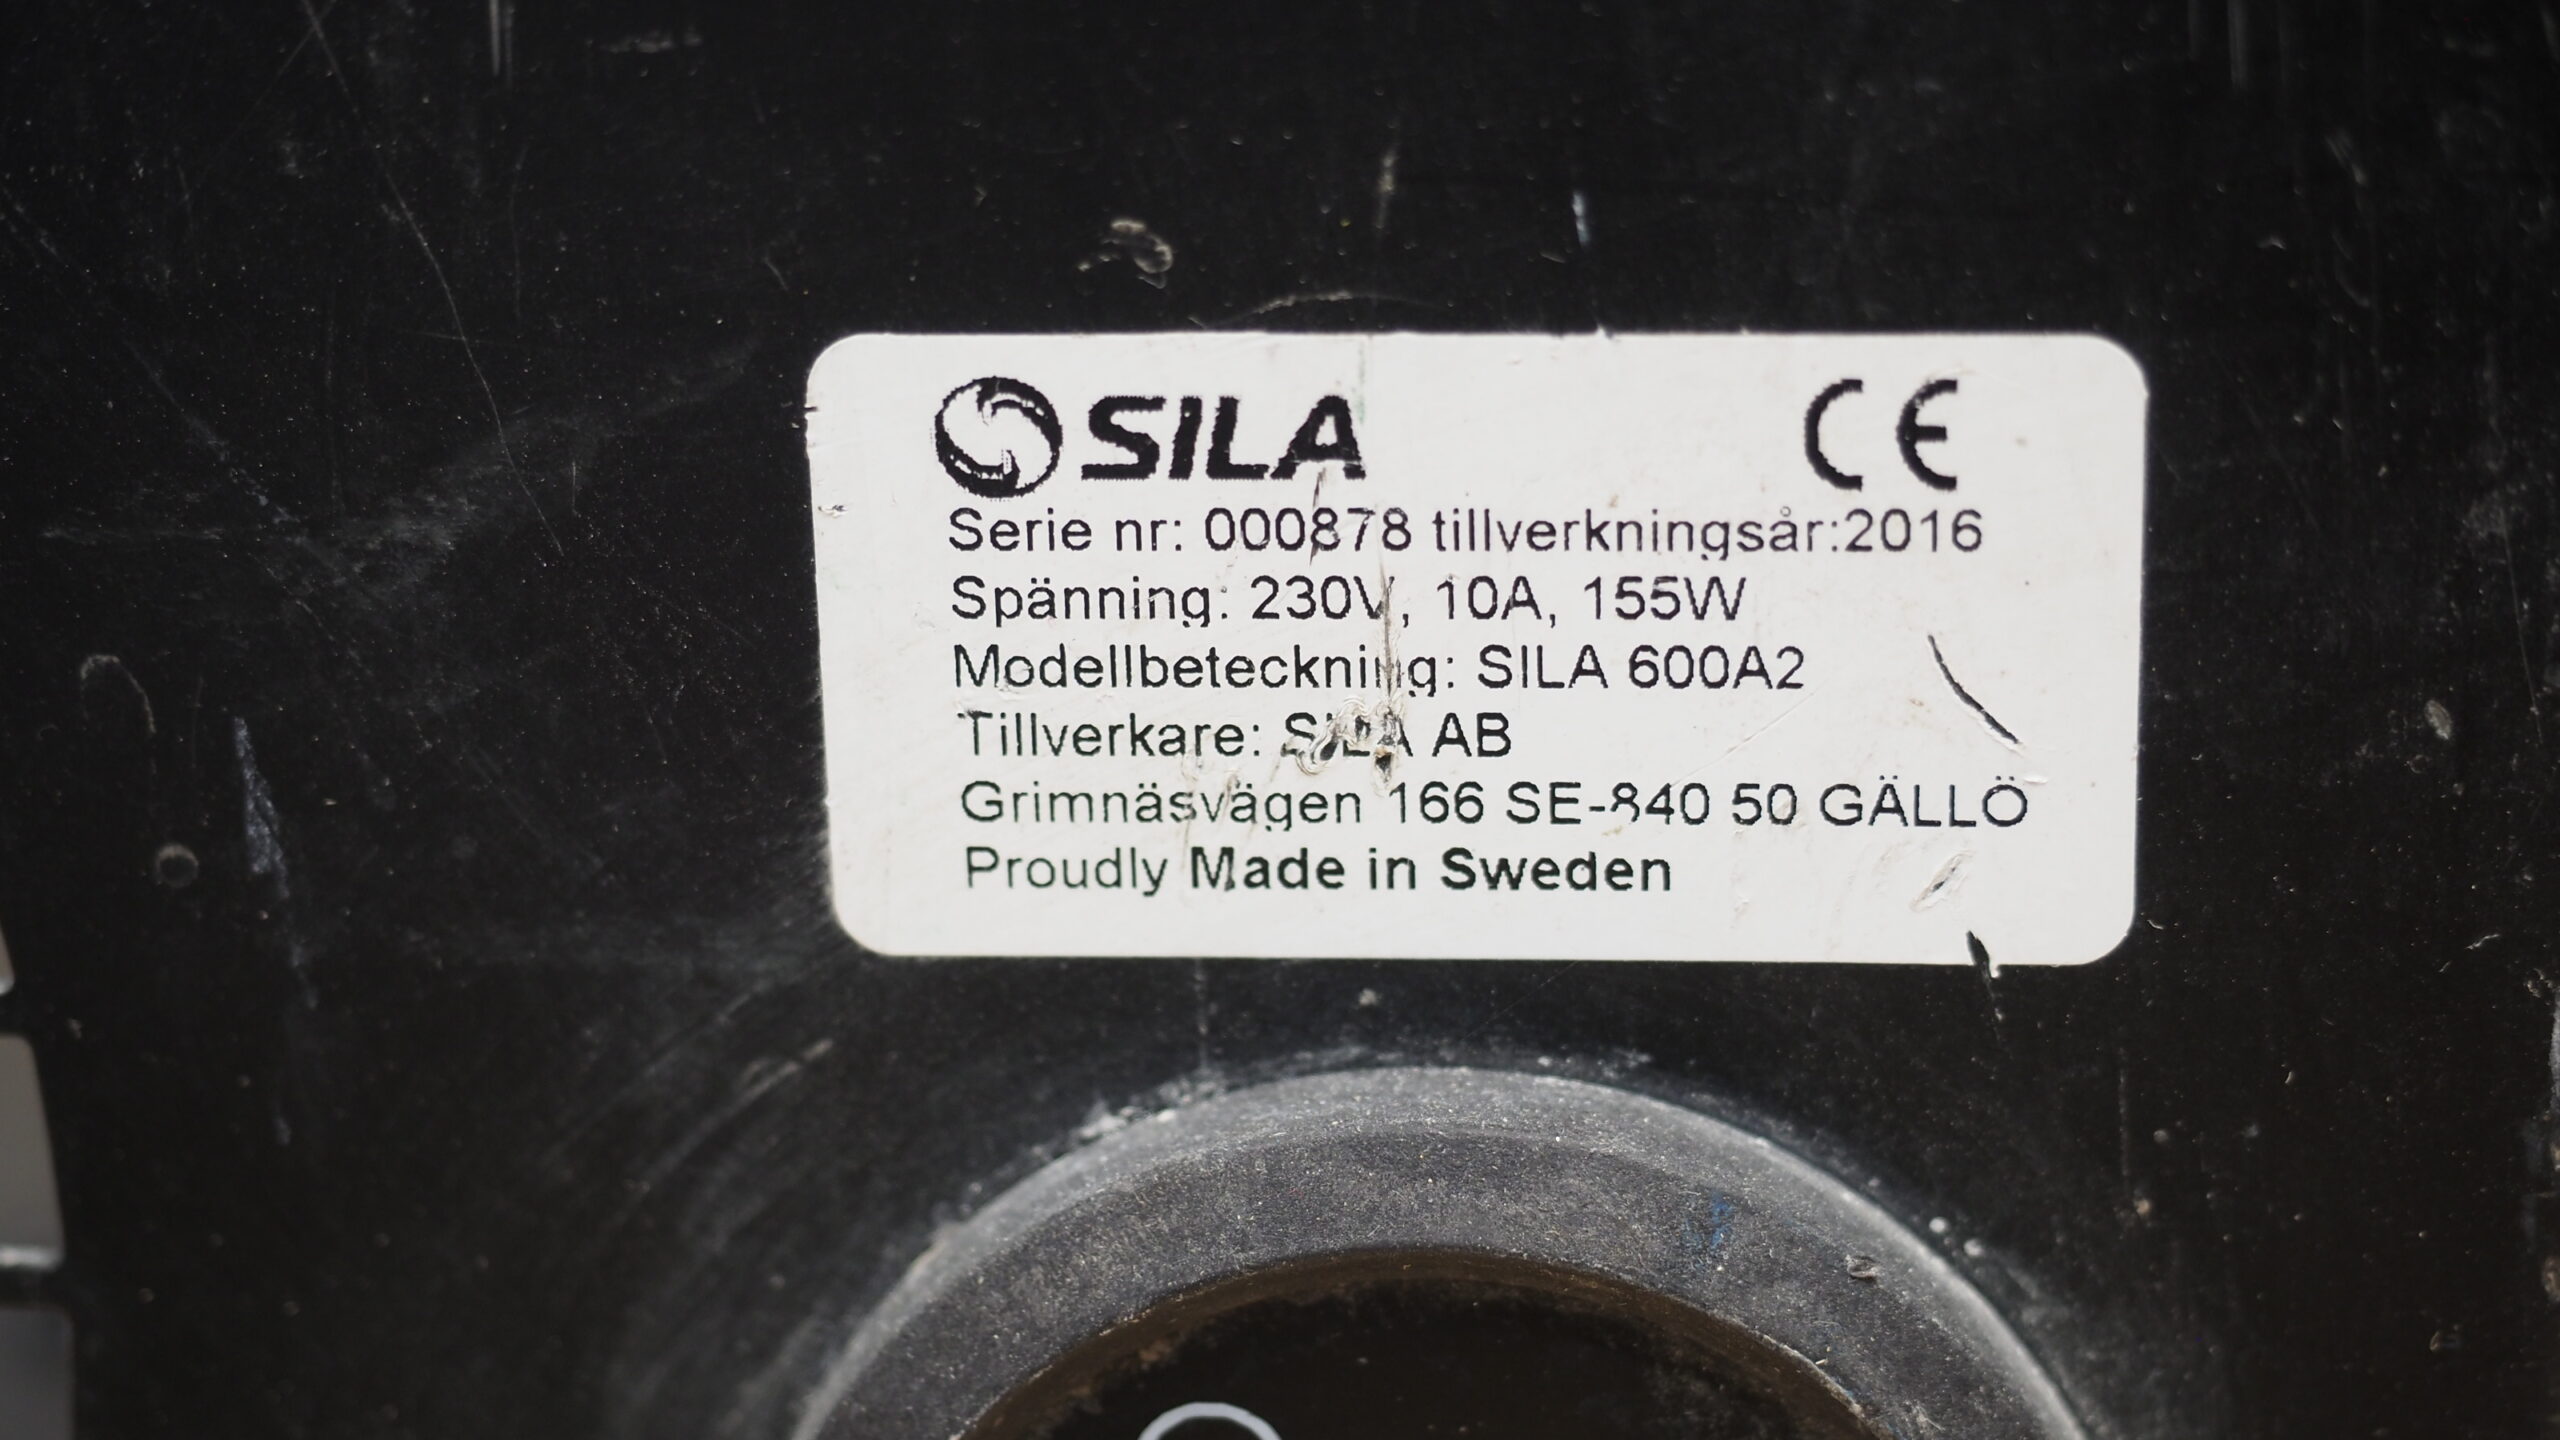 SILA CE
Serie nr: 000878 tillverkningsår:2016
Spänning: 230V, 10A, 155W
Modellbeteckning: SILA 600A2
Tillverkare: SILA AB
Grimnäsvägen 166 SE-840 50 GÄLLÖ
Proudly Made in Sweden